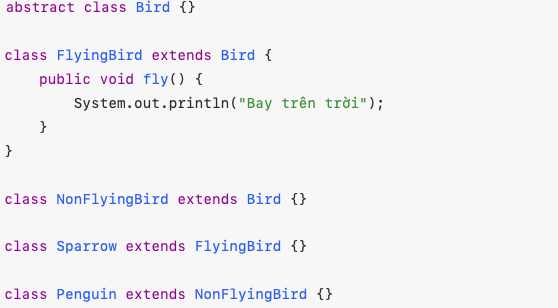 abstract class Bird {}
class FlyingBird extends Bird {
    public void fly() {
        System.out.println("Bay trên trời");
    }
}
class NonFlyingBird extends Bird {}
class Sparrow extends FlyingBird {}
class Penguin extends NonFlyingBird {}